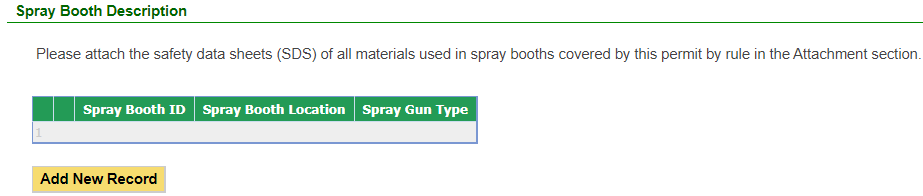 Spray Booth Description
Please attach the safety data sheets (SDS) of all materials used in spray booths covered by this permit by rule in the Attachment section.
Spray Booth ID Spray Booth Location Spray Gun Type
1
Add New Record